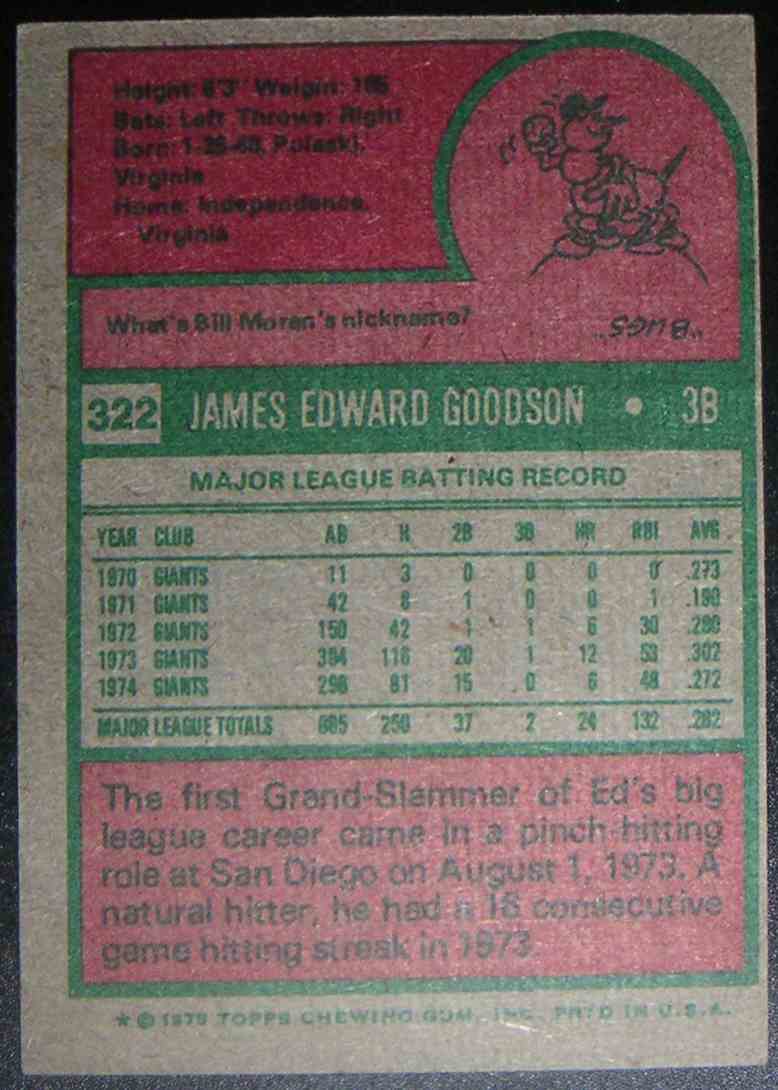 Height: 6'3" Weight: 185
Bats: Left Throws: Right
Born: 1-25-48, Pulaski,
Virginia
Home: Independence,
Virginia
What's Bill Moran's nickname?
"BUGS"
322 JAMES EDWARD GOODSON • 3B
MAJOR LEAGUE BATTING RECORD
YEAR CLUB AB H 2B 3B HR RBI AVG
1970 GIANTS 11 3 0 0 0 0 .273
1971 GIANTS 42 8 1 0 0 1 .190
1972 GIANTS 150 42 1 1 6 30 .280
1973 GIANTS 384 116 20 1 12 53 .302
1974 GIANTS 298 81 15 0 6 48 .272
MAJOR LEAGUE TOTALS 885 250 37 2 24 132 .282
The first Grand-Slammer of Ed's big
league career came in a pinch-hitting
role at San Diego on August 1, 1973. A
natural hitter, he had a 16 consecutive
game hitting streak in 1973.
★ © 1975 TOPPS CHEWING GUM, INC. PRTD IN U.S.A.